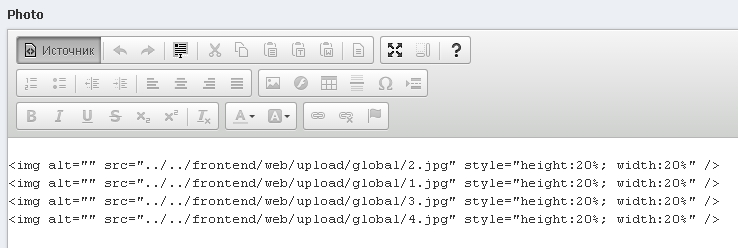 Photo
Источник
?
Ω
B I U S x₂ x² Tx
A A
<img alt="" src="../../frontend/web/upload/global/2.jpg" style="height:20%; width:20%" />
<img alt="" src="../../frontend/web/upload/global/1.jpg" style="height:20%; width:20%" />
<img alt="" src="../../frontend/web/upload/global/3.jpg" style="height:20%; width:20%" />
<img alt="" src="../../frontend/web/upload/global/4.jpg" style="height:20%; width:20%" />